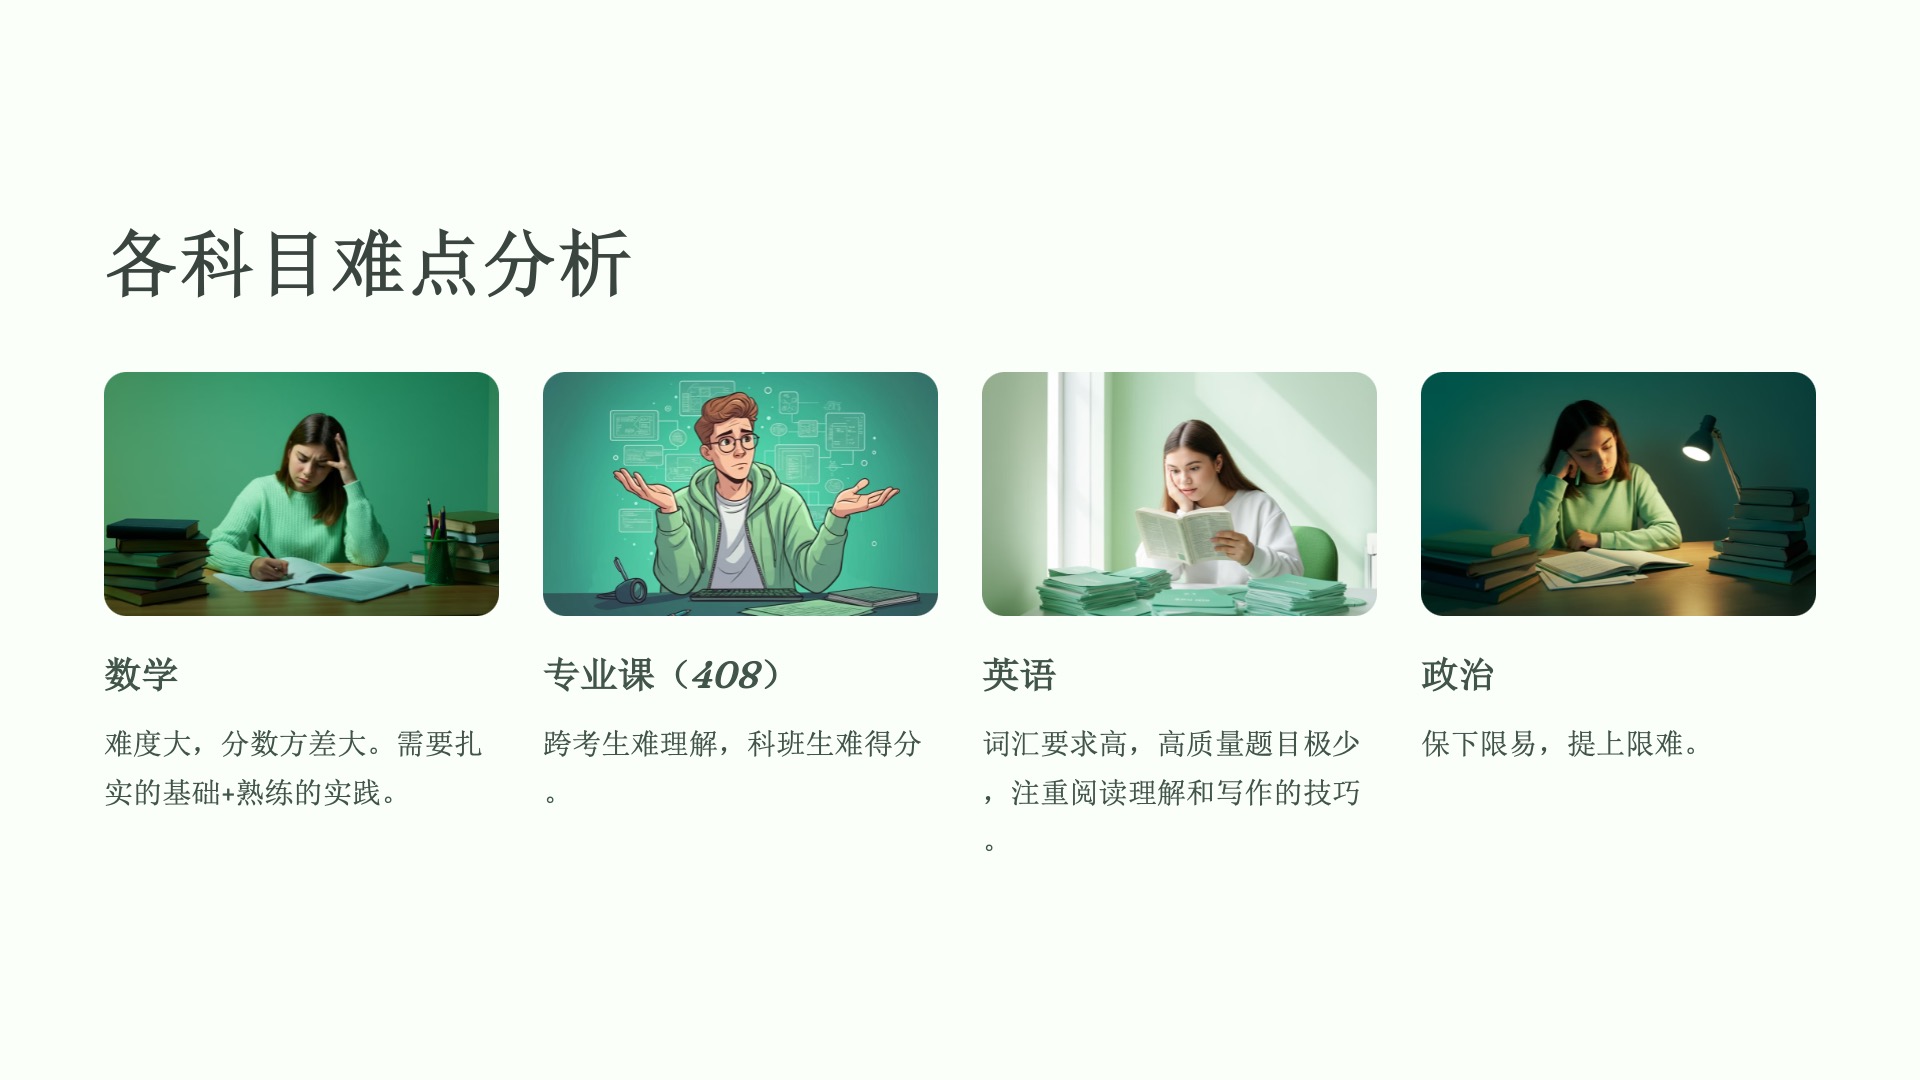 各科目难点分析
数学
难度大，分数方差大。需要扎
实的基础+熟练的实践。
专业课（408）
跨考生难理解，科班生难得分
。
英语
词汇要求高，高质量题目极少
，注重阅读理解和写作的技巧
。
政治
保下限易，提上限难。